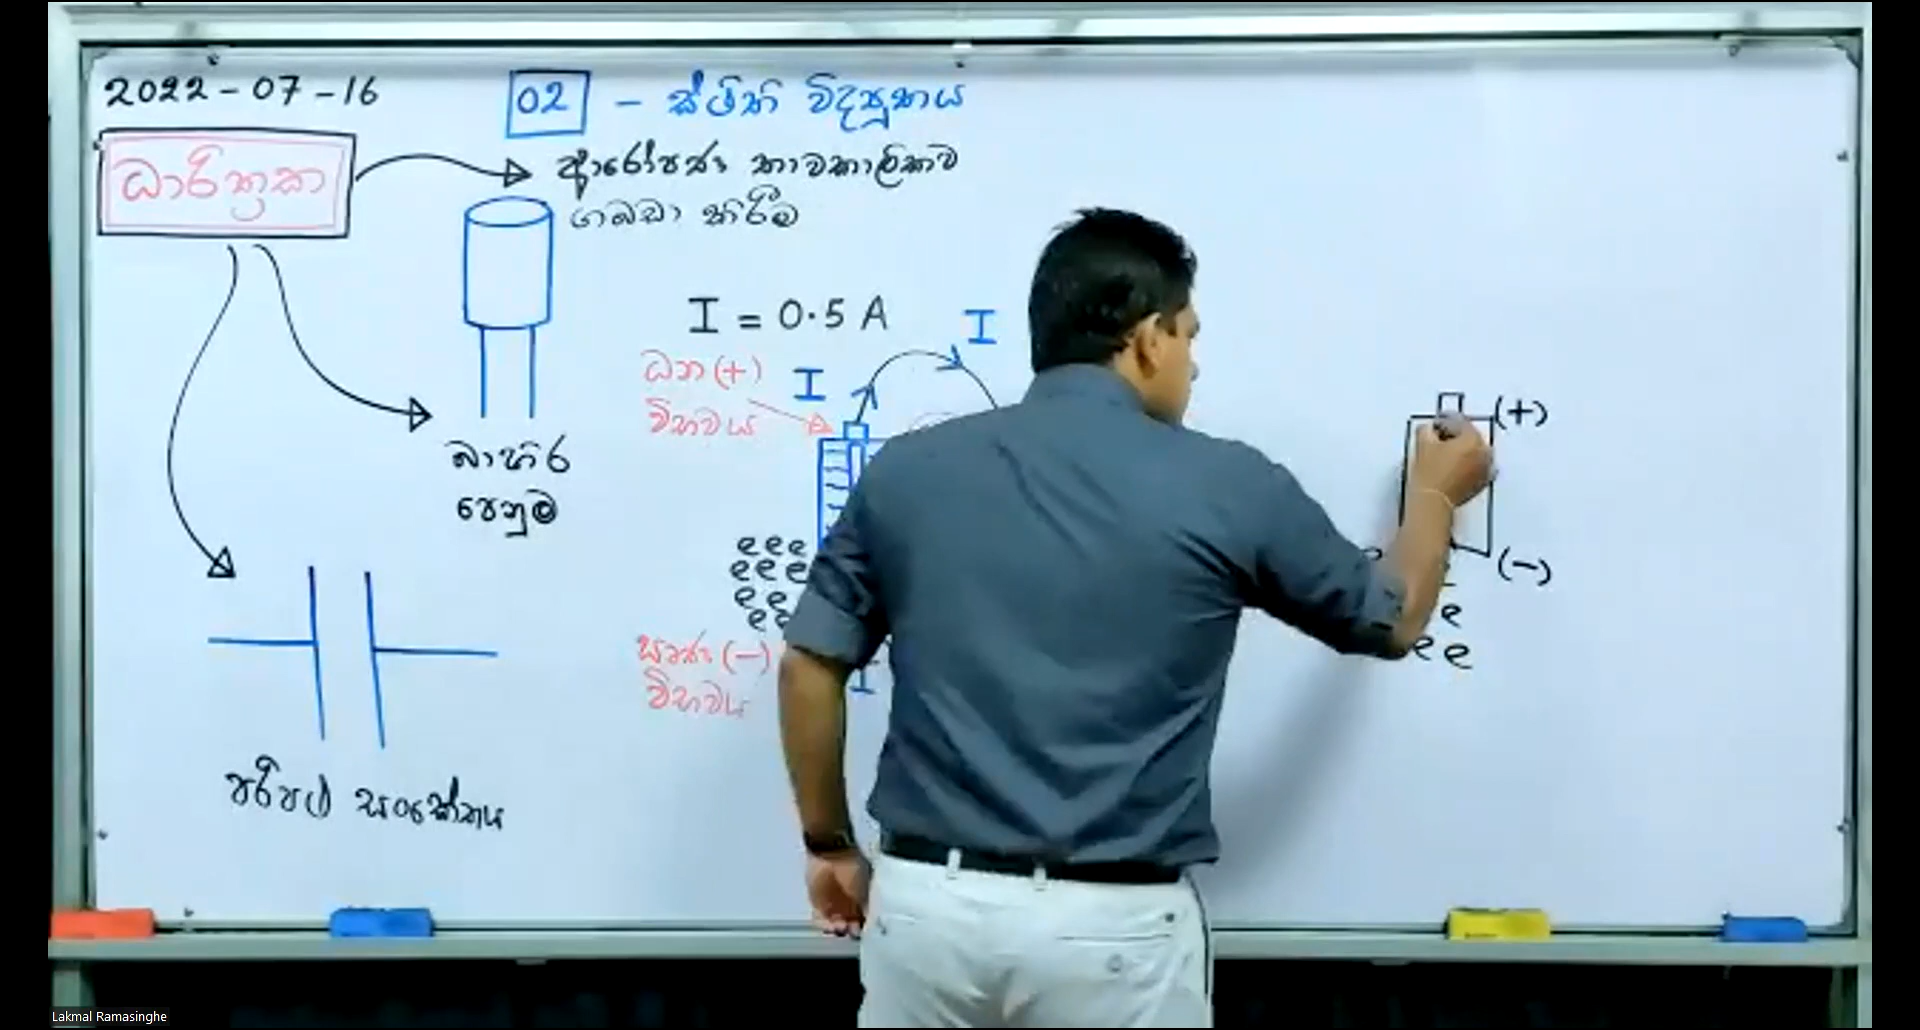 2022-07-16
02 - ස්ථිති විද්‍යුතය
ධාරිත්‍රක
ආරෝපණ තාවකාලිකව
ගබඩා කිරීම
I = 0.5 A
I
ධන (+)
I
විභවය
(+)
බාහිර
පෙනුම
e e e
e e e
(-)
e e
e
e e
සෘණ (-)
e e
විභවය
I
පරිපථ සංකේතය
Lakmal Ramasinghe